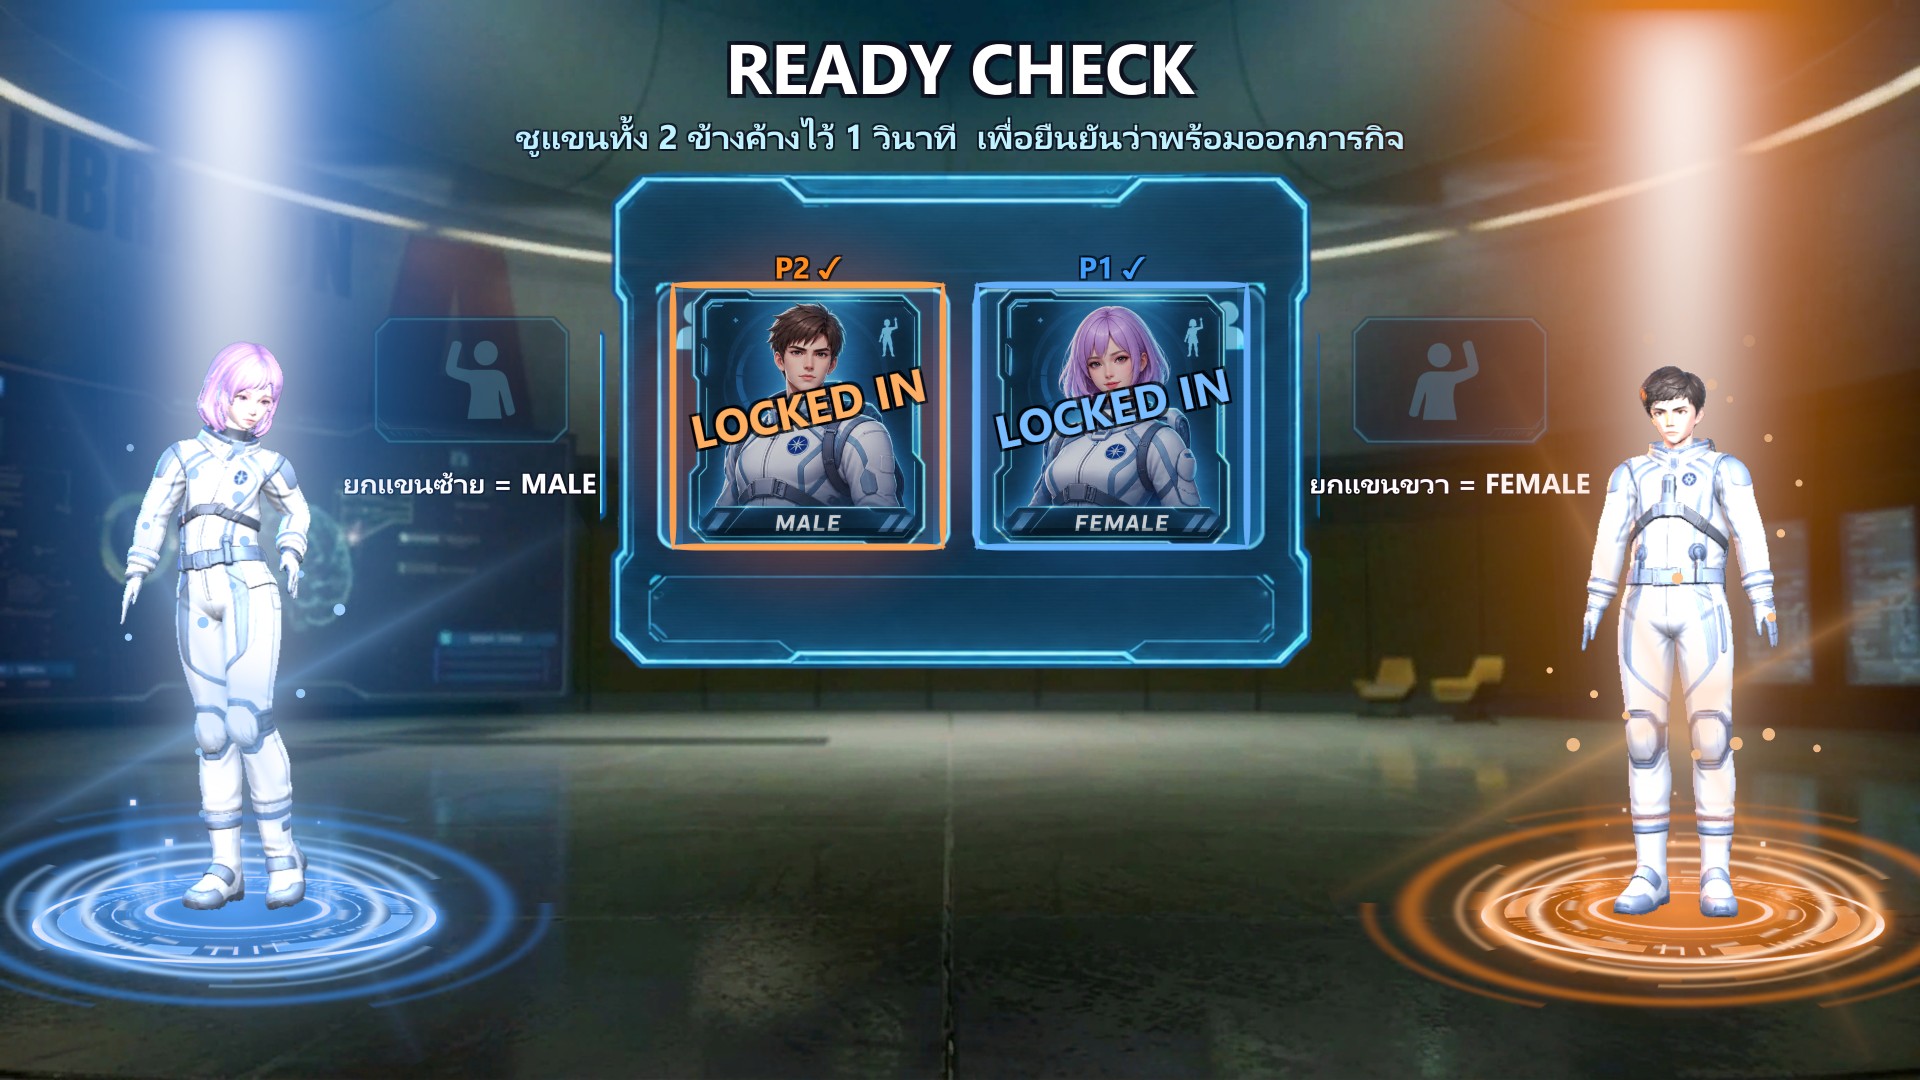 READY CHECK
ชูแขนทั้ง 2 ข้างค้างไว้ 1 วินาที เพื่อยืนยันว่าพร้อมออกภารกิจ
P2 ✓
P1 ✓
LOCKED IN
LOCKED IN
ยกแขนซ้าย = MALE
ยกแขนขวา = FEMALE
MALE
FEMALE